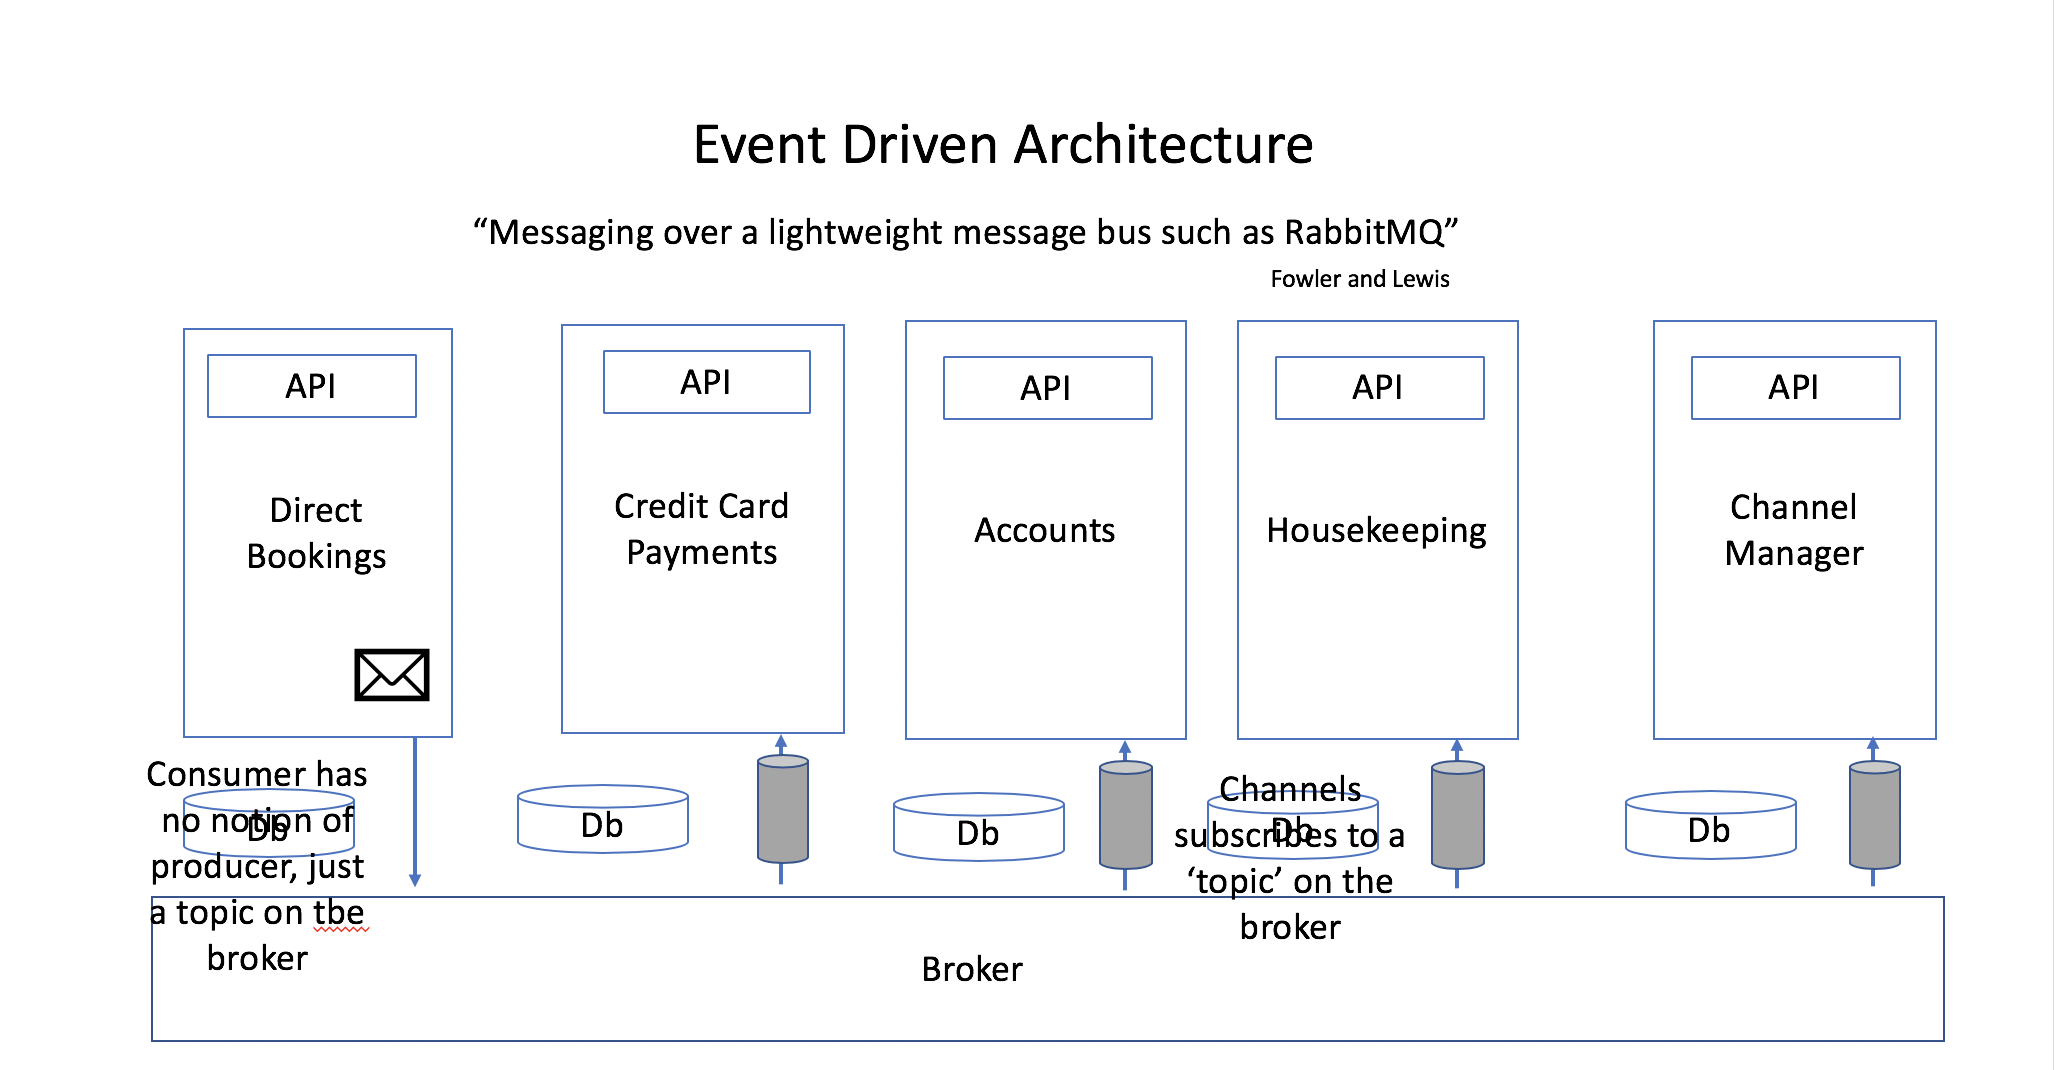 Event Driven Architecture
“Messaging over a lightweight message bus such as RabbitMQ”
Fowler and Lewis
API
Direct
Bookings
API
Credit Card
Payments
API
Accounts
API
Housekeeping
API
Channel
Manager
Consumer has
no notion of
producer, just
a topic on tbe
broker
Db
Db
Db
Channels
subscribes to a
‘topic’ on the
broker
Db
Db
Broker